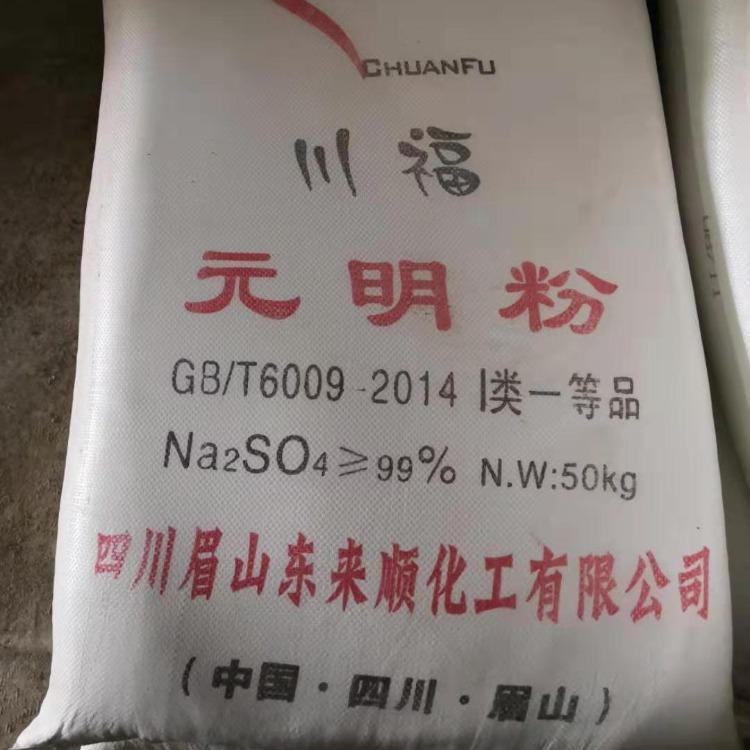 CHUANFU
川福
元明粉
GB/T6009-2014 I类一等品
Na₂SO₄≥99% N.W:50kg
四川眉山东来顺化工有限公司
(中国·四川·眉山)